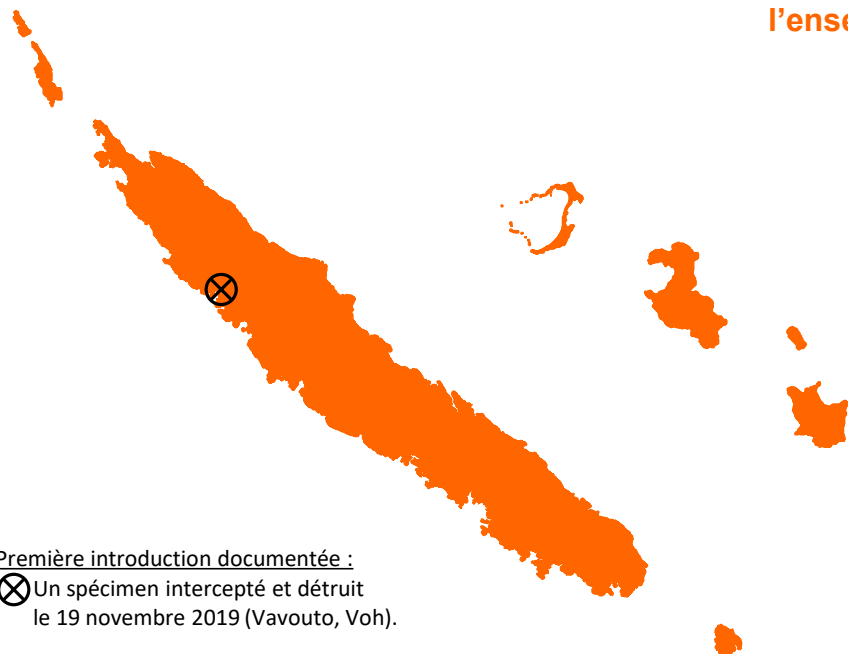 l’ense
Première introduction documentée :
Un spécimen intercepté et détruit
le 19 novembre 2019 (Vavouto, Voh).